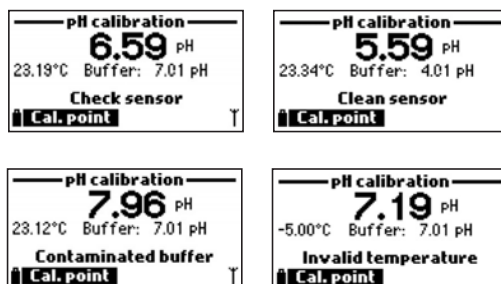 pH calibration
6.59 pH
23.19°C Buffer: 7.01 pH
Check sensor
Cal. point
pH calibration
5.59 pH
23.34°C Buffer: 4.01 pH
Clean sensor
Cal. point
pH calibration
7.96 pH
23.12°C Buffer: 7.01 pH
Contaminated buffer
Cal. point
pH calibration
7.19 pH
-5.00°C Buffer: 7.01 pH
Invalid temperature
Cal. point